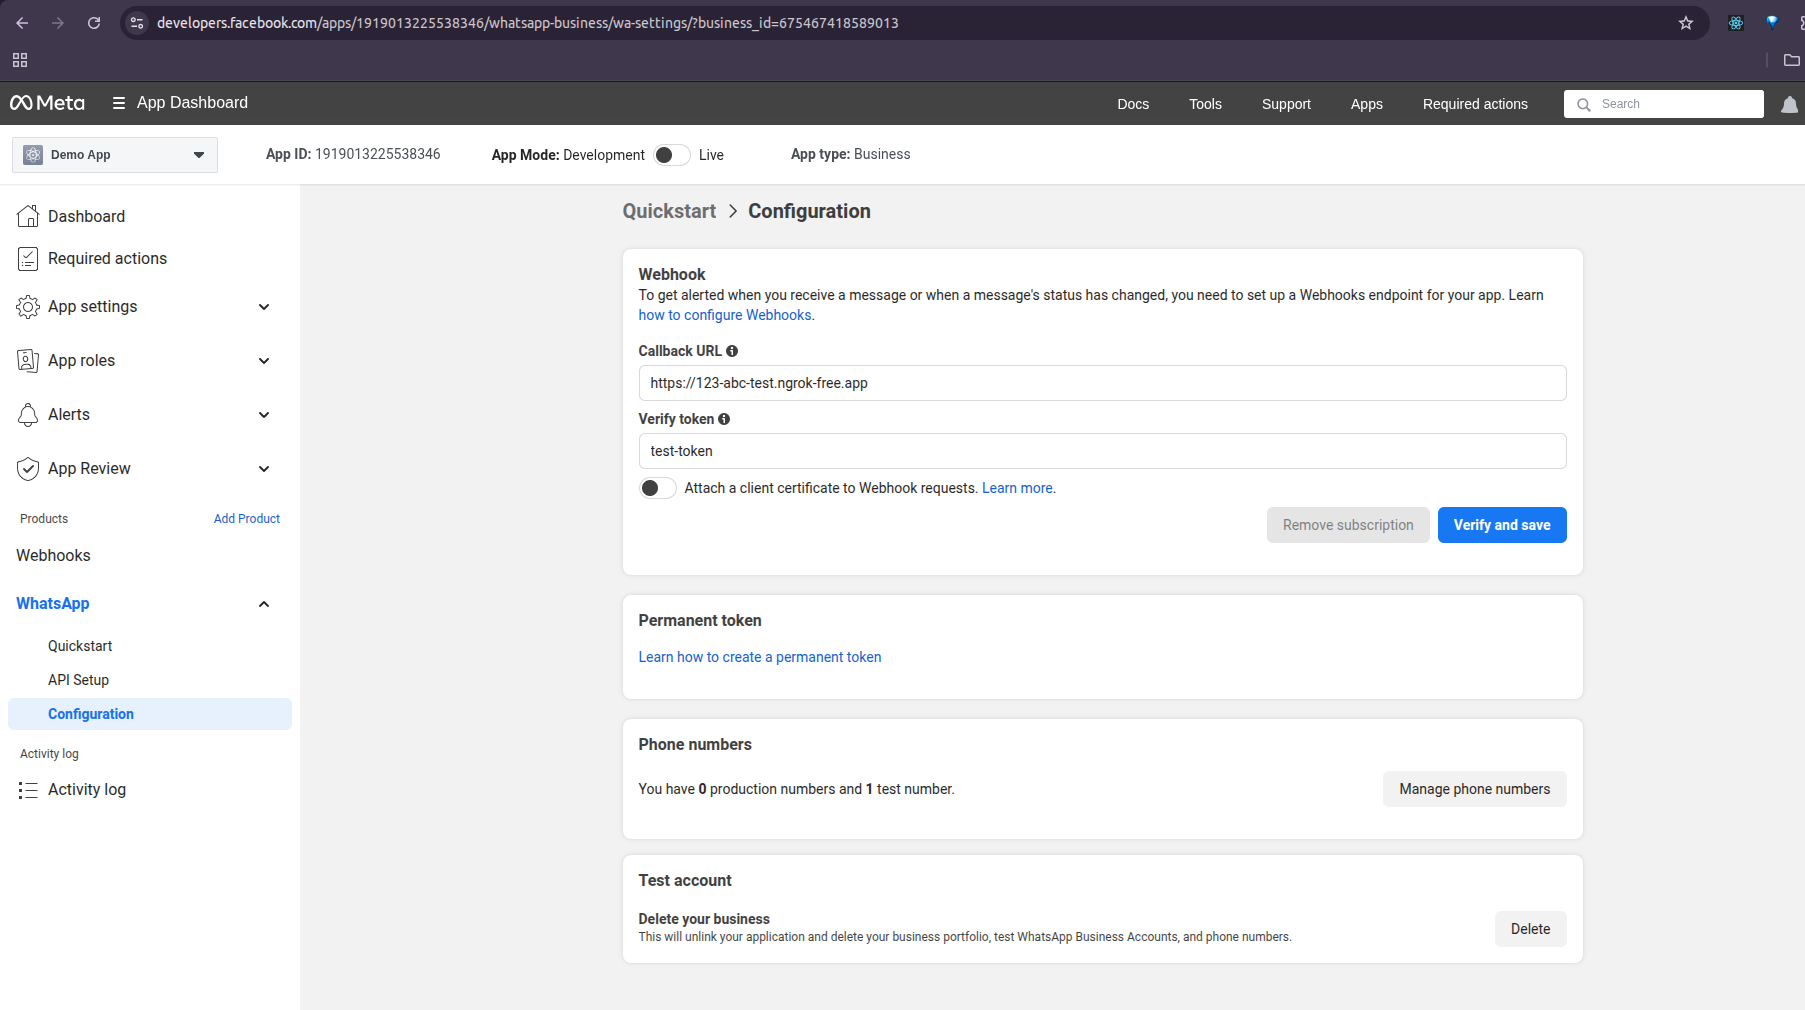 developers.facebook.com/apps/1919013225538346/whatsapp-business/wa-settings/?business_id=675467418589013
Meta
App Dashboard
Docs
Tools
Support
Apps
Required actions
Search
Demo App
App ID: 1919013225538346
App Mode: Development
Live
App type: Business
Dashboard
Required actions
App settings
App roles
Alerts
App Review
Products
Add Product
Webhooks
WhatsApp
Quickstart
API Setup
Configuration
Activity log
Activity log
Quickstart > Configuration
Webhook
To get alerted when you receive a message or when a message's status has changed, you need to set up a Webhooks endpoint for your app. Learn
how to configure Webhooks.
Callback URL
https://123-abc-test.ngrok-free.app
Verify token
test-token
Attach a client certificate to Webhook requests. Learn more.
Remove subscription
Verify and save
Permanent token
Learn how to create a permanent token
Phone numbers
You have 0 production numbers and 1 test number.
Manage phone numbers
Test account
Delete your business
This will unlink your application and delete your business portfolio, test WhatsApp Business Accounts, and phone numbers.
Delete